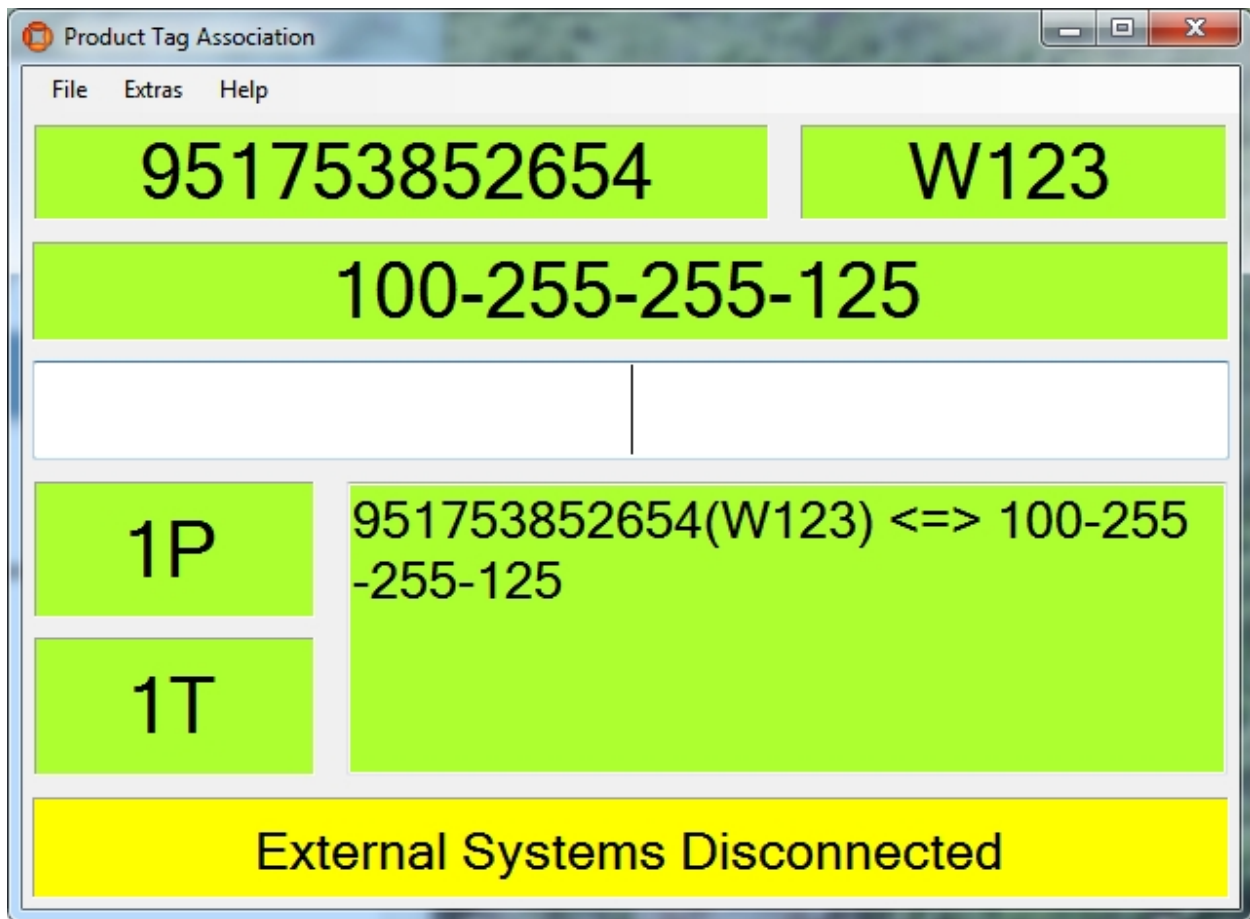 Product Tag Association
File Extras Help
951753852654 W123
100-255-255-125
1P
951753852654(W123) <=> 100-255
-255-125
1T
External Systems Disconnected